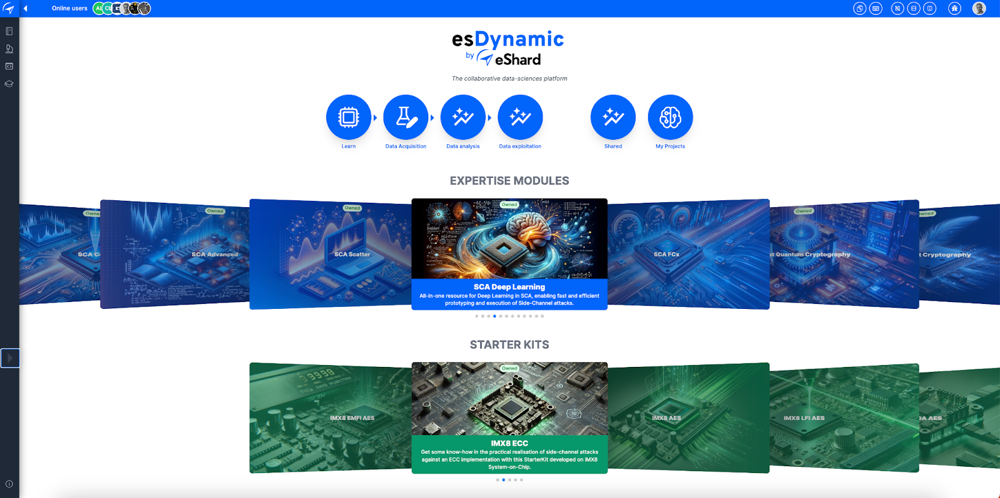 Online users
AL
esDynamic
by eShard
The collaborative data-sciences platform
Learn
Data Acquisition
Data analysis
Data exploitation
Shared
My Projects
EXPERTISE MODULES
Owned
SCA
Owned
SCA Advanced
Owned
SCA Scatter
Owned
SCA Deep Learning
All-in-one resource for Deep Learning in SCA, enabling fast and efficient
prototyping and execution of Side-Channel attacks.
SCA FCx
Owned
Quantum Cryptography
Cryptography
STARTER KITS
IMX8 EMFI AES
Owned
IMX8 ECC
Get some know-how in the practical realisation of side-channel attacks
against an ECC implementation with this StarterKit developed on iMX8
System-on-Chip.
IMX8 AES
IMX8 LFI AES
AES